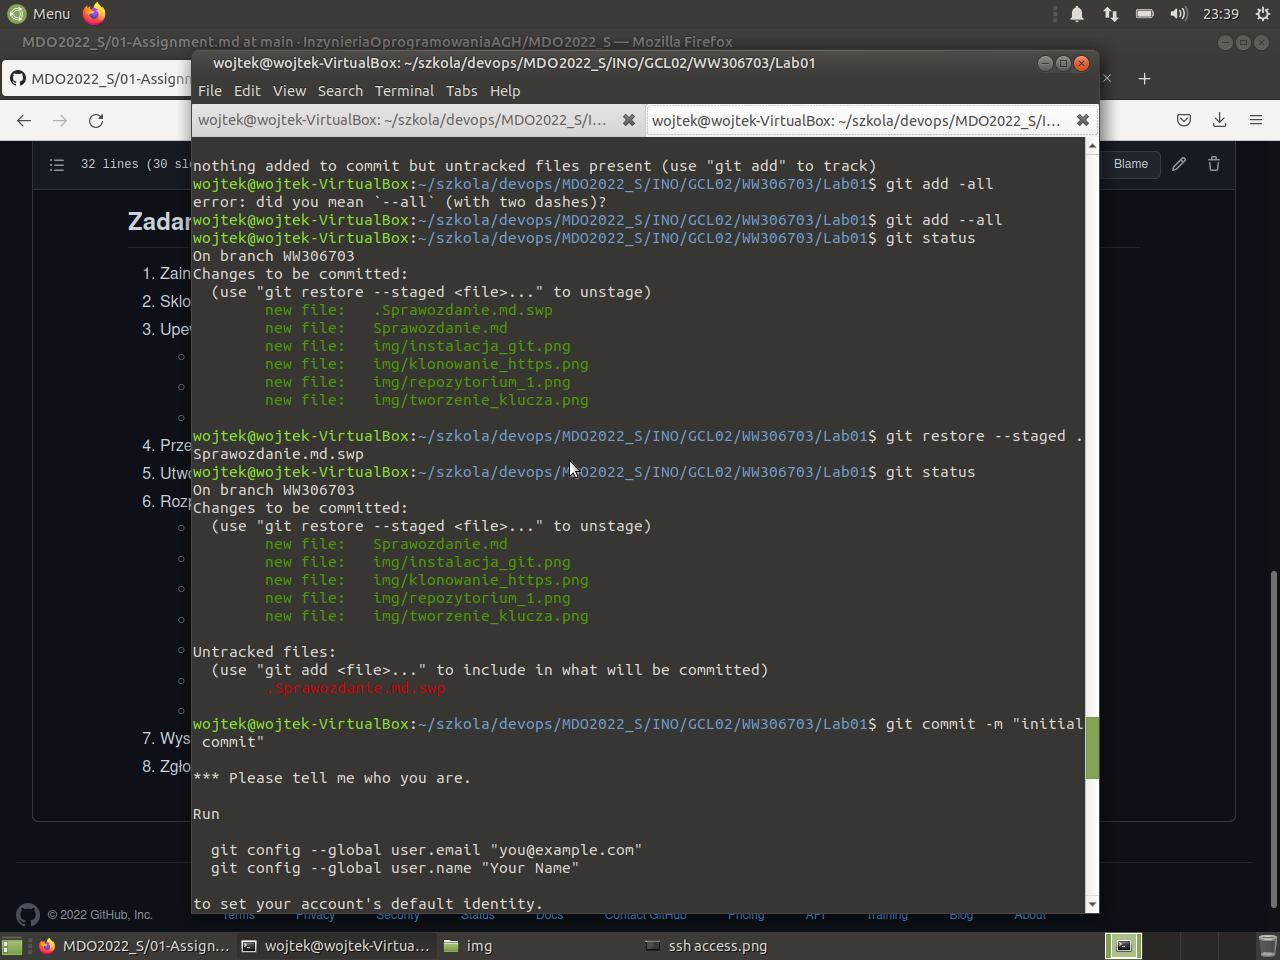 Menu
23:39
MDO2022_S/01-Assignment.md at main · InzynieriaOprogramowaniaAGH/MDO2022_S — Mozilla Firefox
MDO2022_S/01-Assignm
wojtek@wojtek-VirtualBox: ~/szkola/devops/MDO2022_S/INO/GCL02/WW306703/Lab01
File Edit View Search Terminal Tabs Help
wojtek@wojtek-VirtualBox: ~/szkola/devops/MDO2022_S/I...
wojtek@wojtek-VirtualBox: ~/szkola/devops/MDO2022_S/I...
32 lines (30 slo
Blame
Zadan
1. Zain
2. Sklo
3. Upew
4. Prze
5. Utwo
6. Rozp
7. Wys
8. Zgło
nothing added to commit but untracked files present (use "git add" to track)
wojtek@wojtek-VirtualBox:~/szkola/devops/MDO2022_S/INO/GCL02/WW306703/Lab01$ git add -all
error: did you mean `--all` (with two dashes)?
wojtek@wojtek-VirtualBox:~/szkola/devops/MDO2022_S/INO/GCL02/WW306703/Lab01$ git add --all
wojtek@wojtek-VirtualBox:~/szkola/devops/MDO2022_S/INO/GCL02/WW306703/Lab01$ git status
On branch WW306703
Changes to be committed:
(use "git restore --staged <file>..." to unstage)
new file:   .Sprawozdanie.md.swp
new file:   Sprawozdanie.md
new file:   img/instalacja_git.png
new file:   img/klonowanie_https.png
new file:   img/repozytorium_1.png
new file:   img/tworzenie_klucza.png
wojtek@wojtek-VirtualBox:~/szkola/devops/MDO2022_S/INO/GCL02/WW306703/Lab01$ git restore --staged .
Sprawozdanie.md.swp
wojtek@wojtek-VirtualBox:~/szkola/devops/MDO2022_S/INO/GCL02/WW306703/Lab01$ git status
On branch WW306703
Changes to be committed:
(use "git restore --staged <file>..." to unstage)
new file:   Sprawozdanie.md
new file:   img/instalacja_git.png
new file:   img/klonowanie_https.png
new file:   img/repozytorium_1.png
new file:   img/tworzenie_klucza.png
Untracked files:
(use "git add <file>..." to include in what will be committed)
.Sprawozdanie.md.swp
wojtek@wojtek-VirtualBox:~/szkola/devops/MDO2022_S/INO/GCL02/WW306703/Lab01$ git commit -m "initial
commit"
*** Please tell me who you are.
Run
git config --global user.email "you@example.com"
git config --global user.name "Your Name"
to set your account's default identity.
© 2022 GitHub, Inc.
Terms Privacy Security Status Docs Contact GitHub Pricing API Training Blog About
MDO2022_S/01-Assign...
wojtek@wojtek-Virtua...
img
ssh access.png